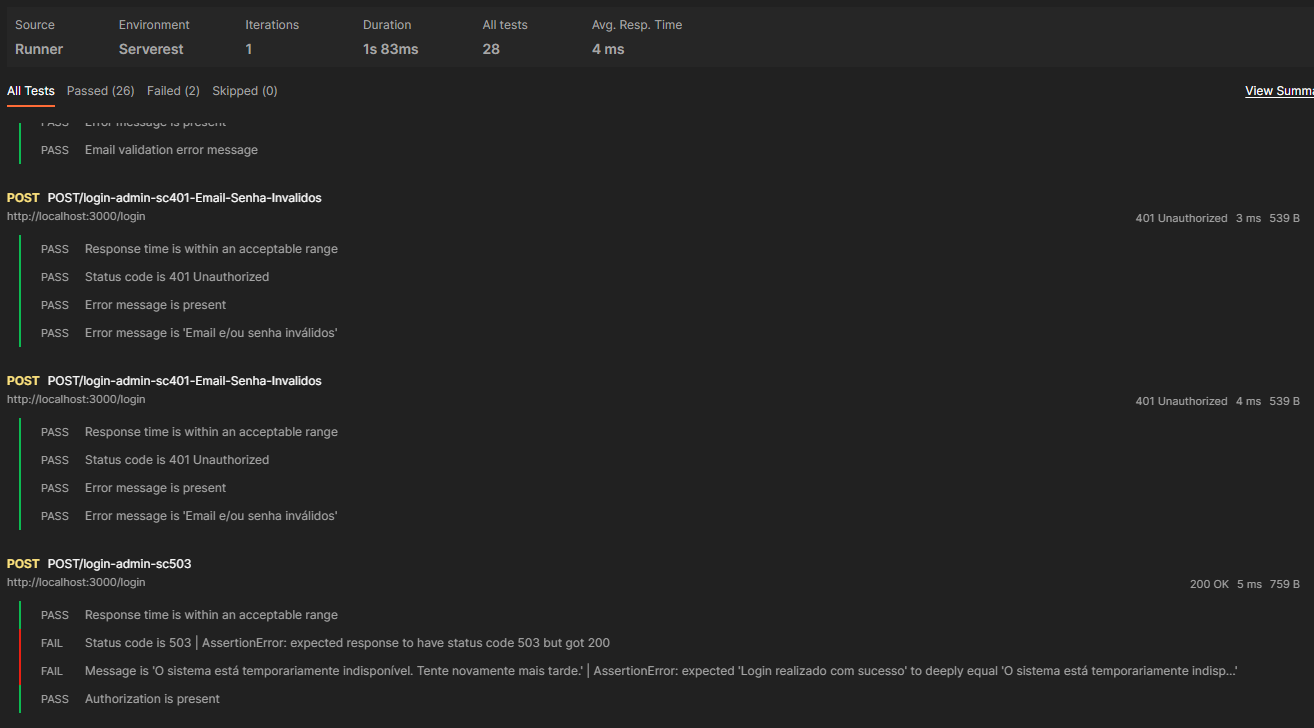 Source Environment Iterations Duration All tests Avg. Resp. Time
Runner Serverest 1 1s 83ms 28 4 ms
All Tests Passed (26) Failed (2) Skipped (0) View Summa
PASS Error message is present
PASS Email validation error message
POST POST/login-admin-sc401-Email-Senha-Invalidos
http://localhost:3000/login 401 Unauthorized 3 ms 539 B
PASS Response time is within an acceptable range
PASS Status code is 401 Unauthorized
PASS Error message is present
PASS Error message is 'Email e/ou senha inválidos'
POST POST/login-admin-sc401-Email-Senha-Invalidos
http://localhost:3000/login 401 Unauthorized 4 ms 539 B
PASS Response time is within an acceptable range
PASS Status code is 401 Unauthorized
PASS Error message is present
PASS Error message is 'Email e/ou senha inválidos'
POST POST/login-admin-sc503
http://localhost:3000/login 200 OK 5 ms 759 B
PASS Response time is within an acceptable range
FAIL Status code is 503 | AssertionError: expected response to have status code 503 but got 200
FAIL Message is 'O sistema está temporariamente indisponível. Tente novamente mais tarde.' | AssertionError: expected 'Login realizado com sucesso' to deeply equal 'O sistema está temporariamente indisp…'
PASS Authorization is present